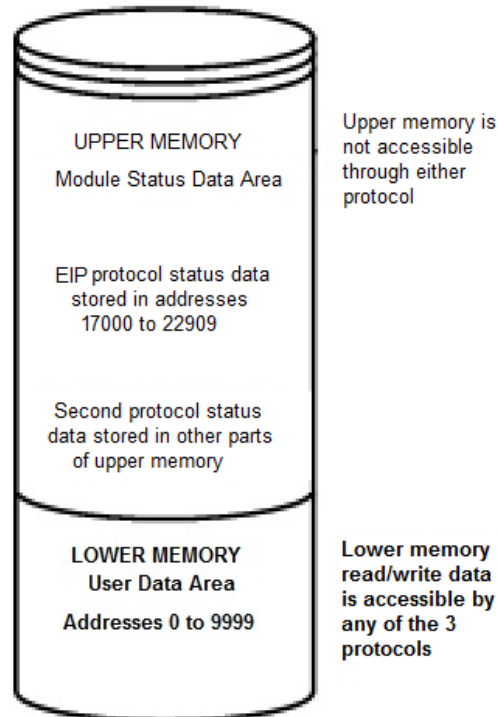 UPPER MEMORY
Module Status Data Area
Upper memory is
not accessible
through either
protocol
EIP protocol status data
stored in addresses
17000 to 22909
Second protocol status
data stored in other parts
of upper memory
LOWER MEMORY
User Data Area
Addresses 0 to 9999
Lower memory
read/write data
is accessible by
any of the 3
protocols